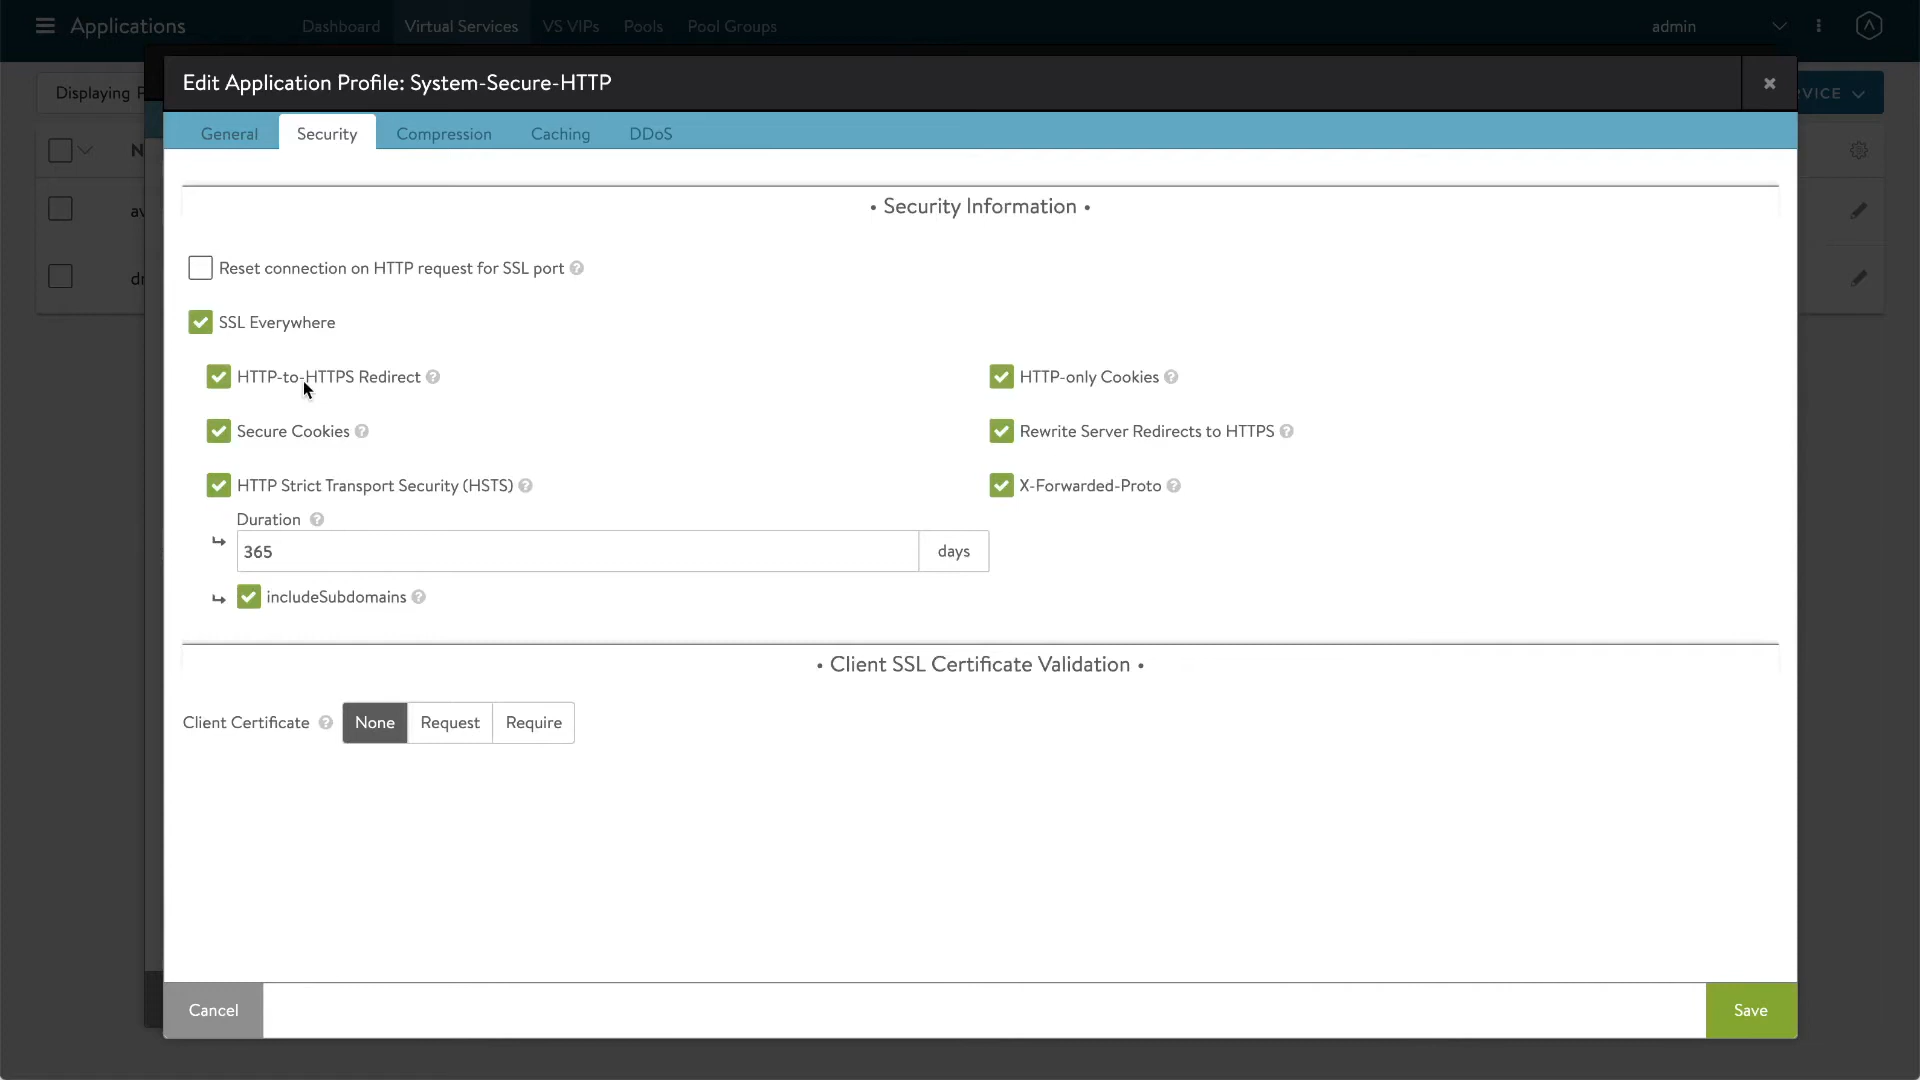 Applications
Dashboard
Virtual Services
VS VIPs
Pools
Pool Groups
admin
Displaying
Edit Application Profile: System-Secure-HTTP
VICE
General
Security
Compression
Caching
DDoS
N
av
dr
• Security Information •
Reset connection on HTTP request for SSL port
SSL Everywhere
HTTP-to-HTTPS Redirect
HTTP-only Cookies
Secure Cookies
Rewrite Server Redirects to HTTPS
HTTP Strict Transport Security (HSTS)
X-Forwarded-Proto
Duration
365
days
includeSubdomains
• Client SSL Certificate Validation •
Client Certificate
None
Request
Require
Cancel
Save